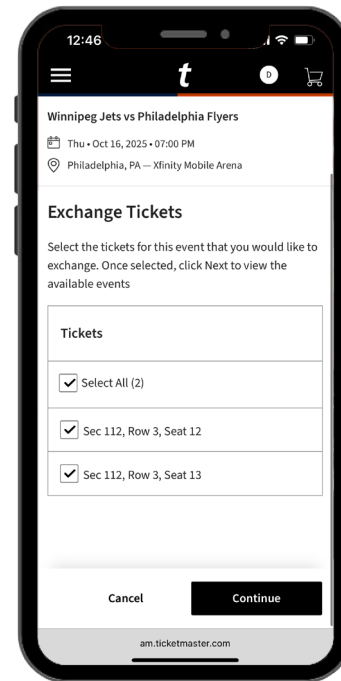 12:46
t
D
Winnipeg Jets vs Philadelphia Flyers
Thu • Oct 16, 2025 • 07:00 PM
Philadelphia, PA — Xfinity Mobile Arena
Exchange Tickets
Select the tickets for this event that you would like to
exchange. Once selected, click Next to view the
available events
Tickets
Select All (2)
Sec 112, Row 3, Seat 12
Sec 112, Row 3, Seat 13
Cancel Continue
am.ticketmaster.com